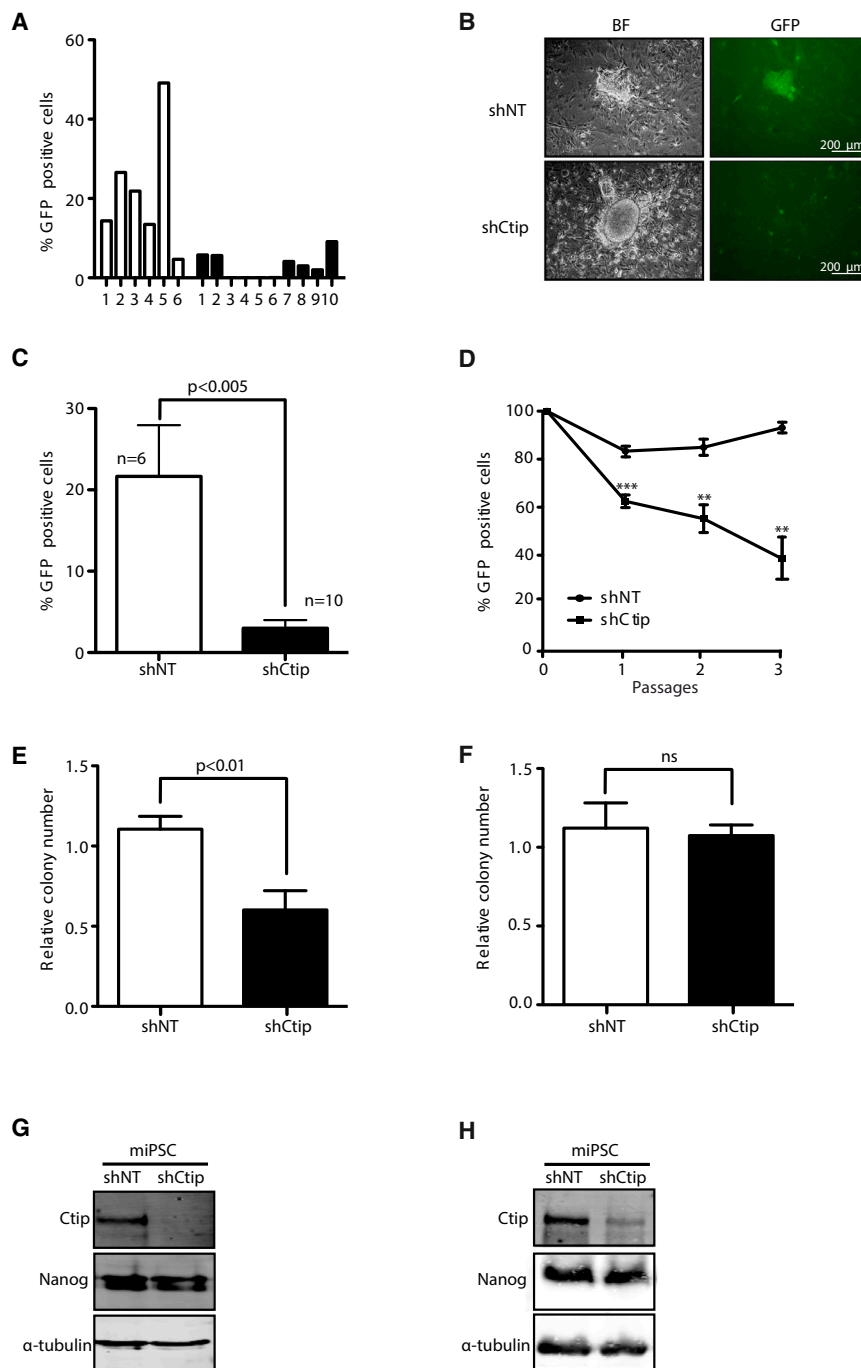 A
% GFP positive cells
60
40
20
0
1 2 3 4 5 6 1 2 3 4 5 6 7 8 9 10
B
BF GFP
shNT
200 µm
shCtip
200 µm
C
% GFP positive cells
p<0.005
30
20
10
0
n=6
n=10
shNT shCtip
D
% GFP positive cells
100
80
60
40
20
0
***
**
**
shNT
shCtip
0 1 2 3
Passages
E
Relative colony number
p<0.01
1.5
1.0
0.5
0.0
shNT shCtip
F
Relative colony number
ns
1.5
1.0
0.5
0.0
shNT shCtip
G
miPSC
shNT shCtip
Ctip
Nanog
α-tubulin
H
miPSC
shNT shCtip
Ctip
Nanog
α-tubulin